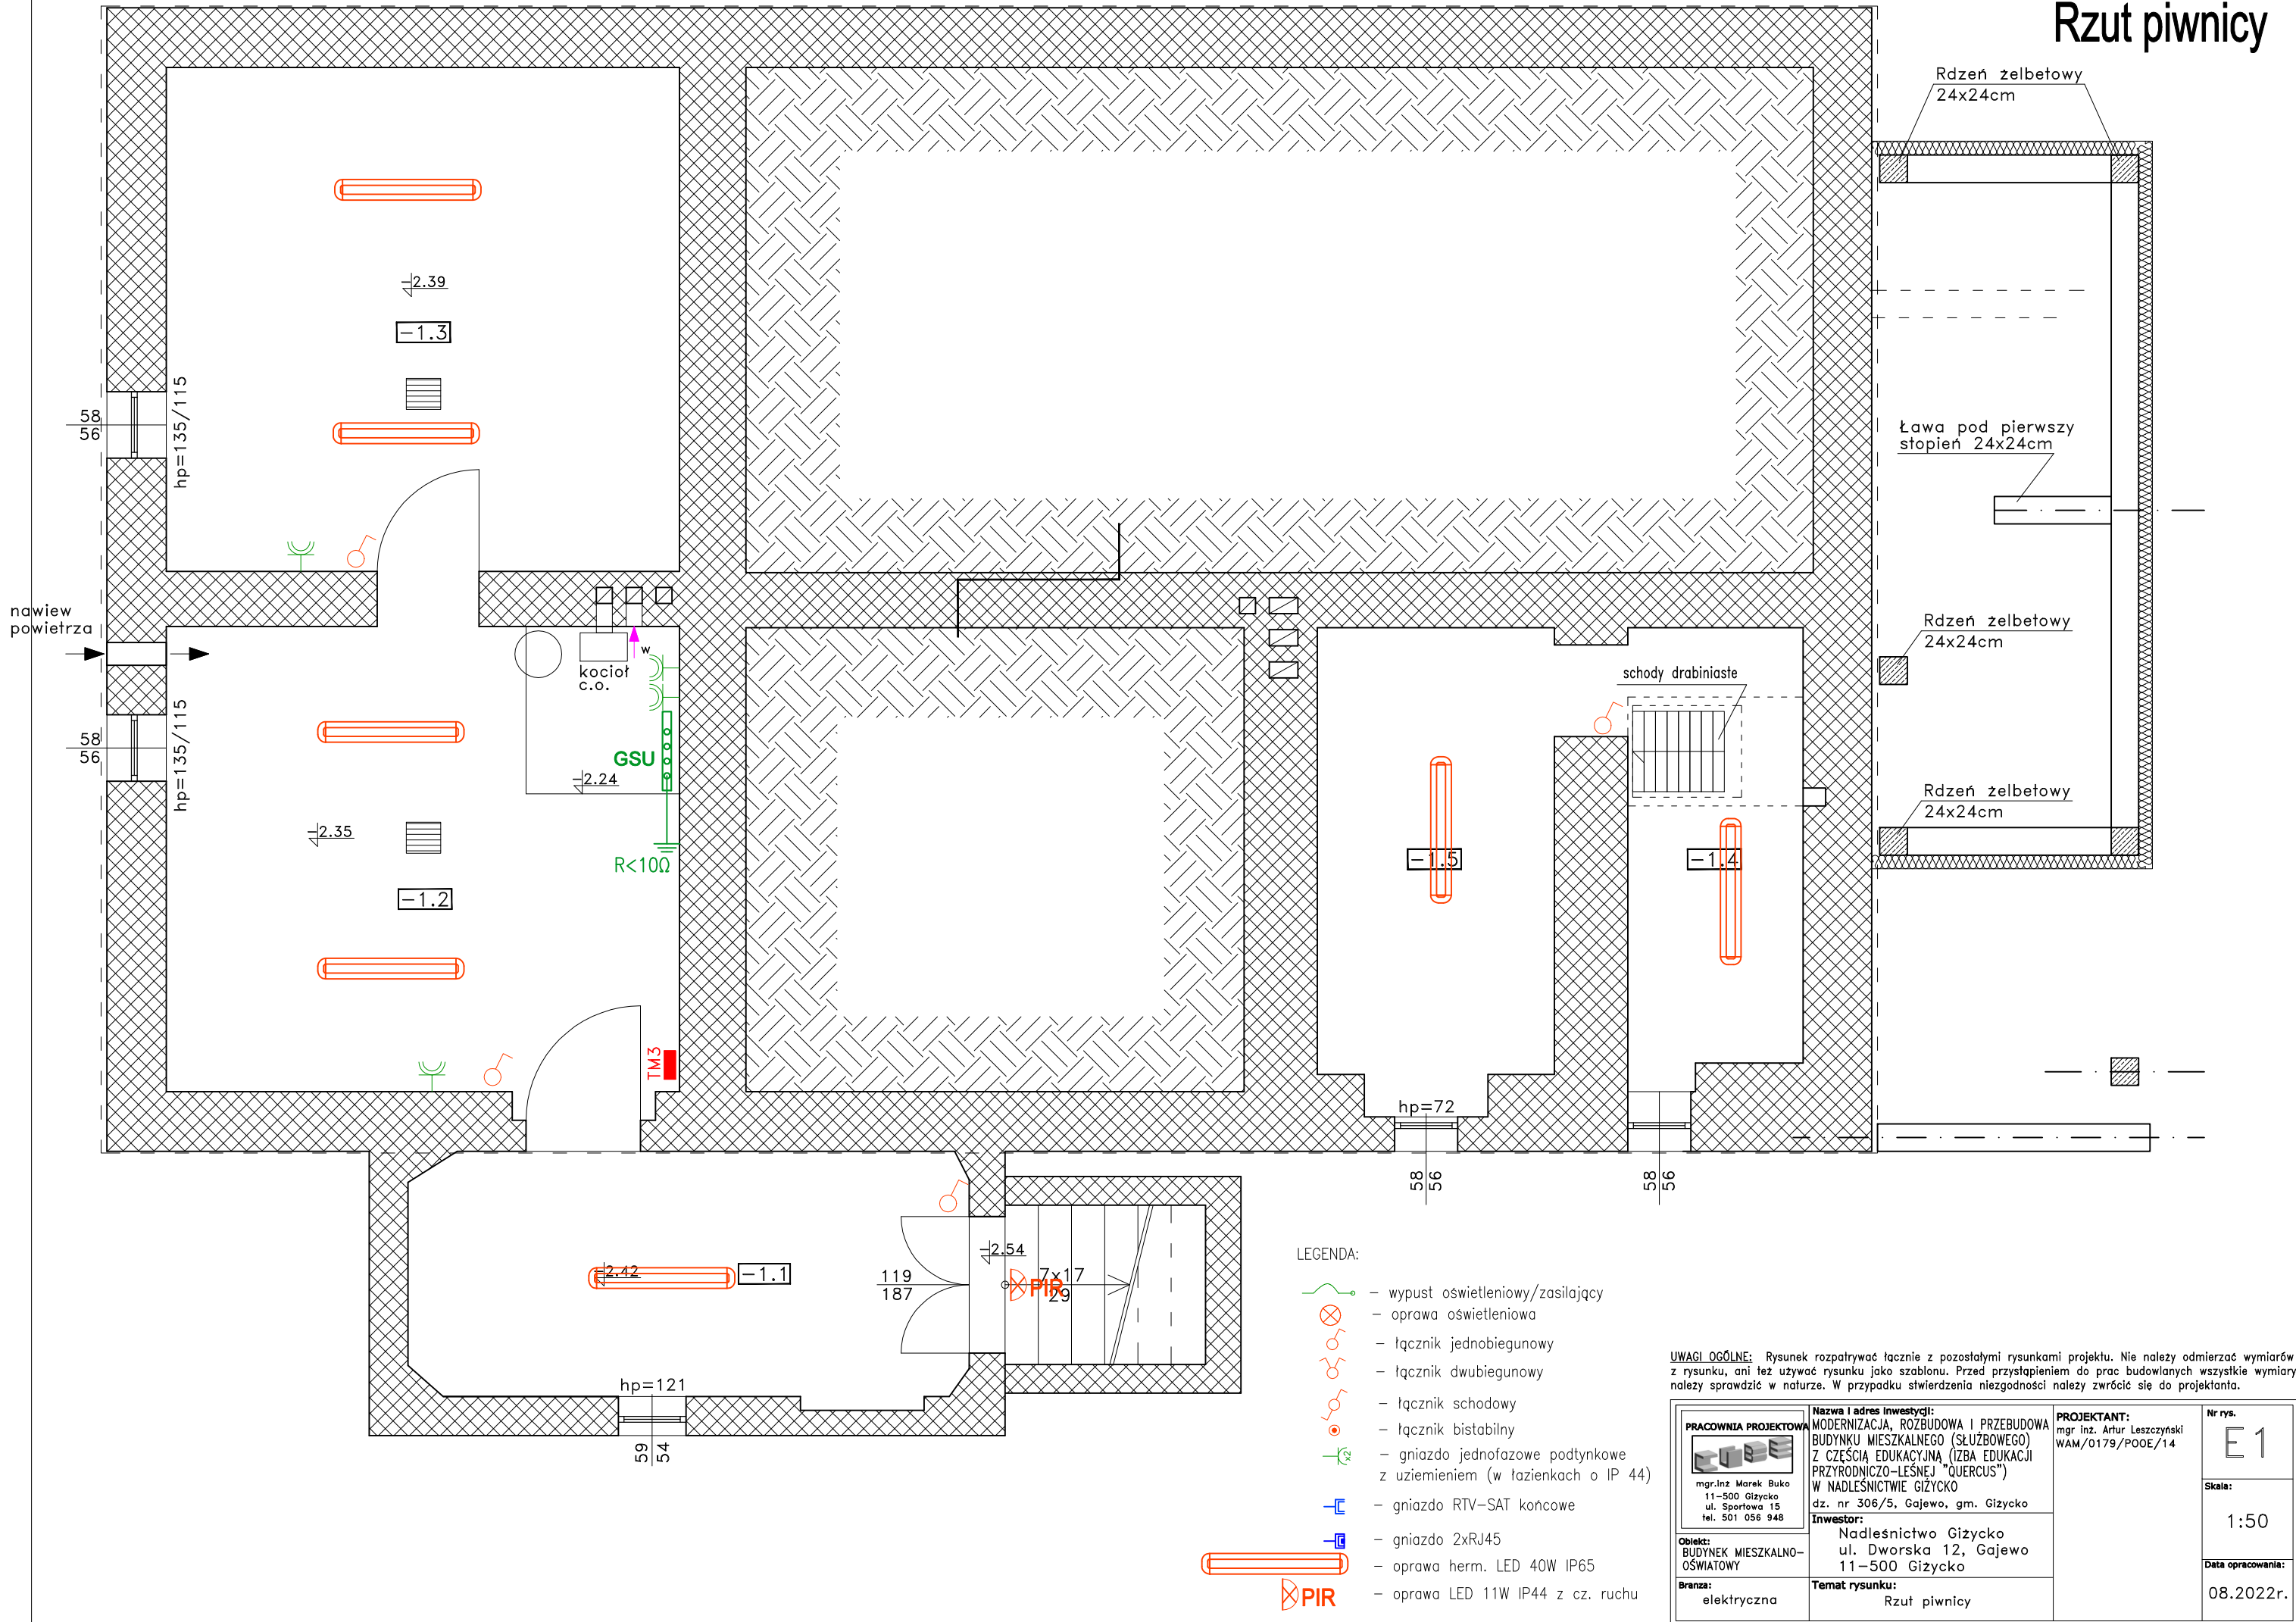 Rzut piwnicy
Rdzeń żelbetowy
24x24cm
-2.39
-1.3
58
56
hp=135/115
Ława pod pierwszy
stopień 24x24cm
nawiew
powietrza
kocioł
c.o.
w
Rdzeń żelbetowy
24x24cm
schody drabiniaste
58
56
hp=135/115
GSU
-2.24
Rdzeń żelbetowy
24x24cm
-2.35
R<10Ω
-1.5
-1.4
-1.2
TM3
hp=72
58
56
58
56
-2.54
-2.42
-1.1
119
187
PIR
7x17
29
hp=121
59
54
LEGENDA:
- wypust oświetleniowy/zasilający
- oprawa oświetleniowa
- łącznik jednobiegunowy
- łącznik dwubiegunowy
- łącznik schodowy
- łącznik bistabilny
x2
- gniazdo jednofazowe podtynkowe
z uziemieniem (w łazienkach o IP 44)
- gniazdo RTV-SAT końcowe
- gniazdo 2xRJ45
- oprawa herm. LED 40W IP65
PIR - oprawa LED 11W IP44 z cz. ruchu
UWAGI OGÓLNE: Rysunek rozpatrywać łącznie z pozostałymi rysunkami projektu. Nie należy odmierzać wymiarów
z rysunku, ani też używać rysunku jako szablonu. Przed przystąpieniem do prac budowlanych wszystkie wymiary
należy sprawdzić w naturze. W przypadku stwierdzenia niezgodności należy zwrócić się do projektanta.
PRACOWNIA PROJEKTOWA
CUBE
mgr.inż Marek Buko
11-500 Giżycko
ul. Sportowa 15
tel. 501 056 948
Obiekt:
BUDYNEK MIESZKALNO-
OŚWIATOWY
Branża:
elektryczna
Nazwa i adres inwestycji:
MODERNIZACJA, ROZBUDOWA I PRZEBUDOWA
BUDYNKU MIESZKALNEGO (SŁUŻBOWEGO)
Z CZĘŚCIĄ EDUKACYJNĄ (IZBA EDUKACJI
PRZYRODNICZO-LEŚNEJ "QUERCUS")
W NADLEŚNICTWIE GIŻYCKO
dz. nr 306/5, Gajewo, gm. Giżycko
Inwestor:
Nadleśnictwo Giżycko
ul. Dworska 12, Gajewo
11-500 Giżycko
Temat rysunku:
Rzut piwnicy
PROJEKTANT:
mgr inż. Artur Leszczyński
WAM/0179/POOE/14
Nr rys.
E1
Skala:
1:50
Data opracowania:
08.2022r.